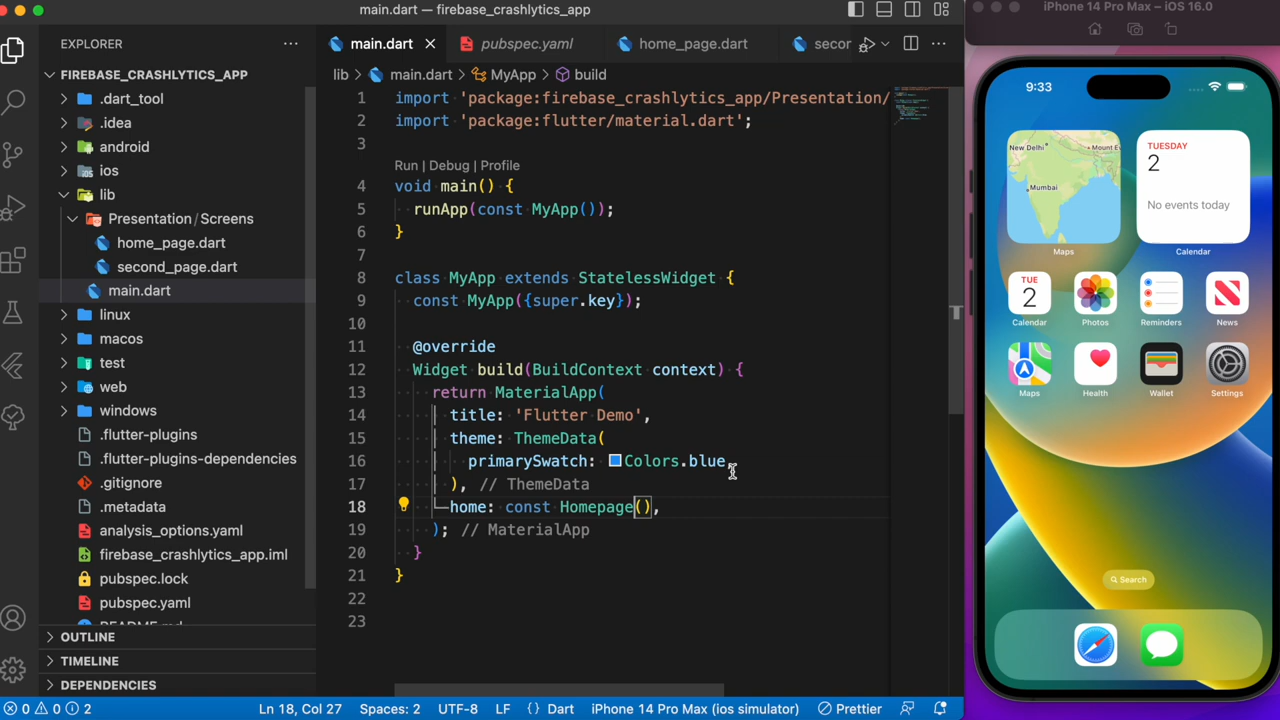 main.dart — firebase_crashlytics_app
EXPLORER
FIREBASE_CRASHLYTICS_APP
.dart_tool
.idea
android
ios
lib
Presentation/Screens
home_page.dart
second_page.dart
main.dart
linux
macos
test
web
windows
.flutter-plugins
.flutter-plugins-dependencies
.gitignore
.metadata
analysis_options.yaml
firebase_crashlytics_app.iml
pubspec.lock
pubspec.yaml
README.md
OUTLINE
TIMELINE
DEPENDENCIES
main.dart pubspec.yaml home_page.dart secor
lib > main.dart > MyApp > build
1 import 'package:firebase_crashlytics_app/Presentation/
2 import 'package:flutter/material.dart';
3
Run | Debug | Profile
4 void main() {
5 runApp(const MyApp());
6 }
7
8 class MyApp extends StatelessWidget {
9 const MyApp({super.key});
10
11 @override
12 Widget build(BuildContext context) {
13 return MaterialApp(
14 title: 'Flutter Demo',
15 theme: ThemeData(
16 primarySwatch: Colors.blue,
17 ), // ThemeData
18 home: const Homepage(),
19 ); // MaterialApp
20 }
21 }
22
23
0 0 2 Ln 18, Col 27 Spaces: 2 UTF-8 LF {} Dart iPhone 14 Pro Max (ios simulator) Prettier
iPhone 14 Pro Max – iOS 16.0
9:33
New Delhi
Mount E
Mumbai
Maps
TUESDAY
2
No events today
Calendar
TUE
2
Calendar Photos Reminders News
Maps Health Wallet Settings
Search